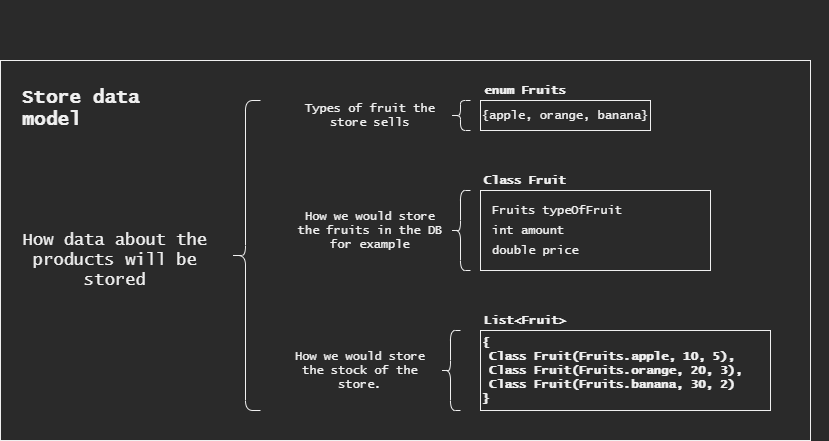 Store data
model
How data about the
products will be
stored
Types of fruit the
store sells
enum Fruits
{apple, orange, banana}
How we would store
the fruits in the DB
for example
Class Fruit
Fruits typeOfFruit
int amount
double price
How we would store
the stock of the
store.
List<Fruit>
{
Class Fruit(Fruits.apple, 10, 5),
Class Fruit(Fruits.orange, 20, 3),
Class Fruit(Fruits.banana, 30, 2)
}